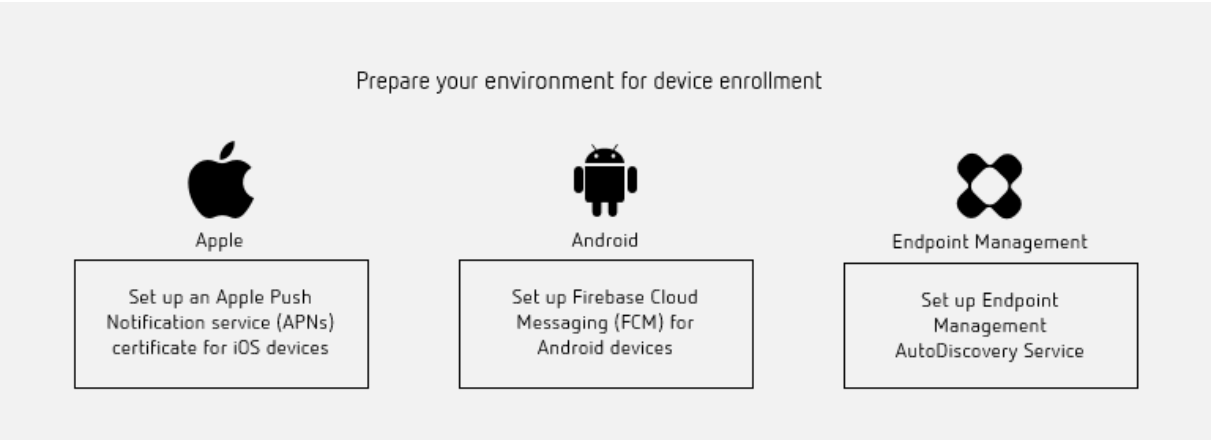 Prepare your environment for device enrollment
Apple
Set up an Apple Push
Notification service (APNs)
certificate for iOS devices
Android
Set up Firebase Cloud
Messaging (FCM) for
Android devices
Endpoint Management
Set up Endpoint
Management
AutoDiscovery Service